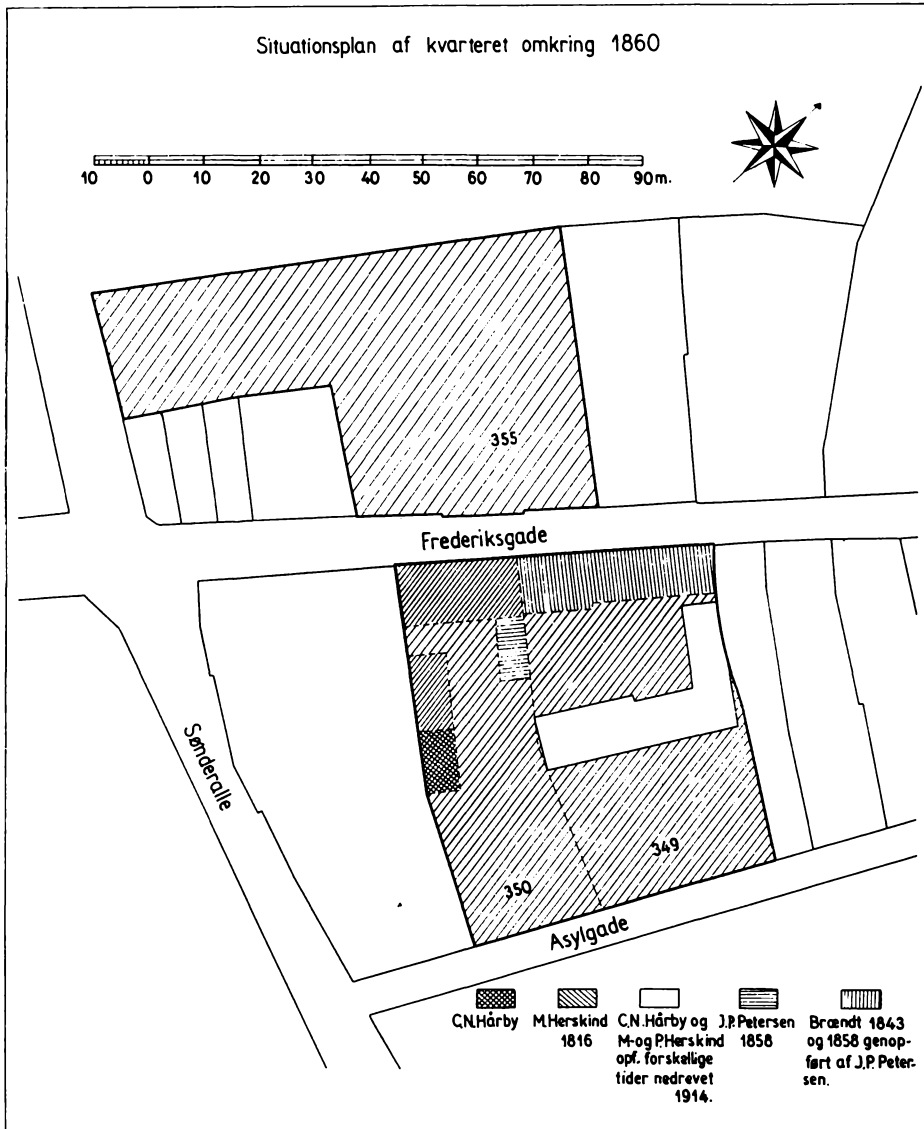 Situationsplan af kvarteret omkring 1860
10 0 10 20 30 40 50 60 70 80 90 m.
355
Frederiksgade
Sønderalle
349
350
Asylgade
C.N.Hårby
M.Herskind
1816
C.N.Hårby og
M-og P.Herskind
opf. forskellige
tider nedrevet
1914.
J.P.Petersen
1858
Brændt 1843
og 1858 genop-
ført af J.P. Peter-
sen.